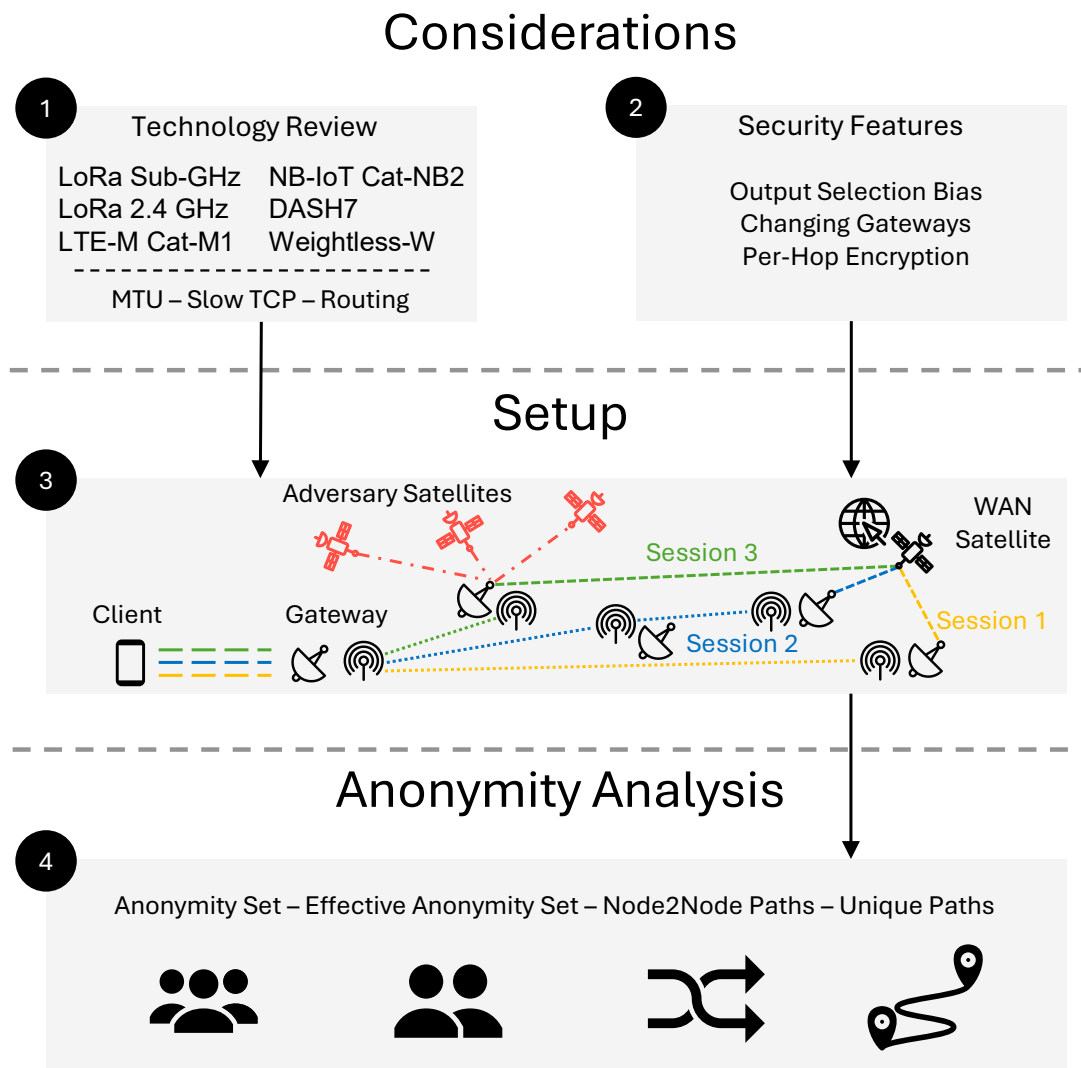 Considerations
1
Technology Review
LoRa Sub-GHz NB-IoT Cat-NB2
LoRa 2.4 GHz DASH7
LTE-M Cat-M1 Weightless-W
MTU – Slow TCP – Routing
2
Security Features
Output Selection Bias
Changing Gateways
Per-Hop Encryption
Setup
3
Adversary Satellites
WAN
Satellite
Session 3
Client
Gateway
Session 2
Session 1
Anonymity Analysis
4
Anonymity Set – Effective Anonymity Set – Node2Node Paths – Unique Paths